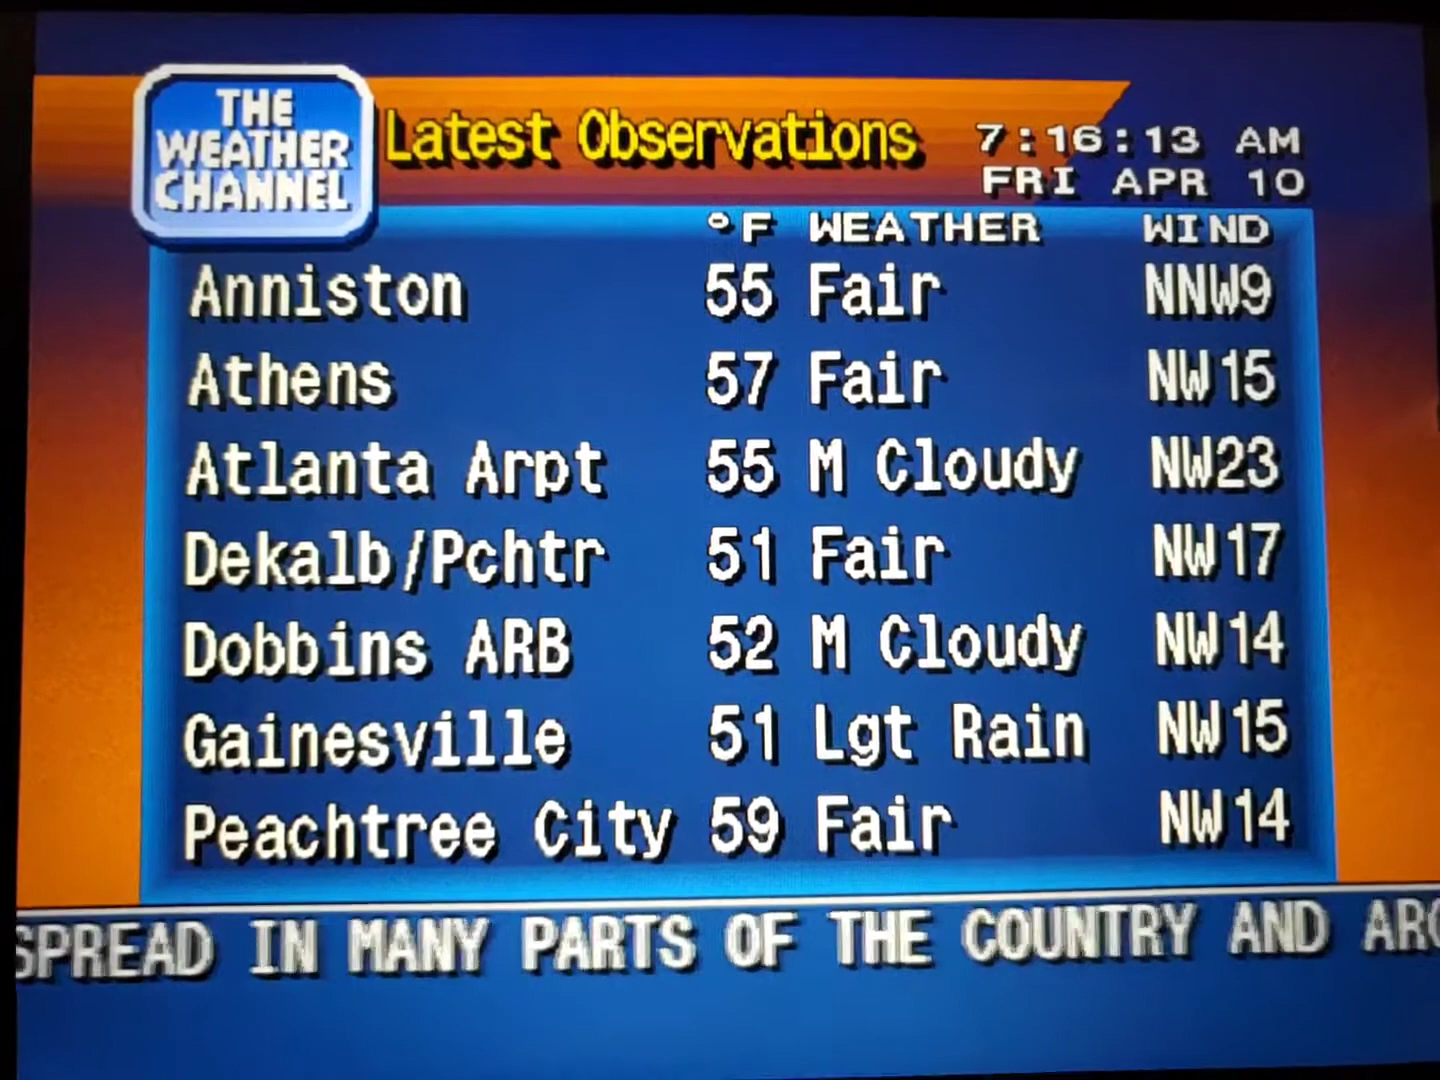 THE
WEATHER
CHANNEL
Latest Observations
7:16:13 AM
FRI APR 10
°F WEATHER WIND
Anniston 55 Fair NNW9
Athens 57 Fair NW15
Atlanta Arpt 55 M Cloudy NW23
Dekalb/Pchtr 51 Fair NW17
Dobbins ARB 52 M Cloudy NW14
Gainesville 51 Lgt Rain NW15
Peachtree City 59 Fair NW14
SPREAD IN MANY PARTS OF THE COUNTRY AND ARO